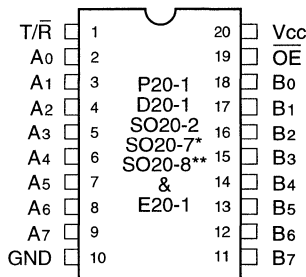 T/R̅ 1 20 Vcc
A0 2 19 O̅E̅
A1 3 P20-1 18 B0
A2 4 D20-1 17 B1
A3 5 SO20-2 16 B2
A4 6 SO20-7* 15 B3
A5 7 SO20-8** 14 B4
A6 8 & 13 B5
A7 9 E20-1 12 B6
GND 10 11 B7